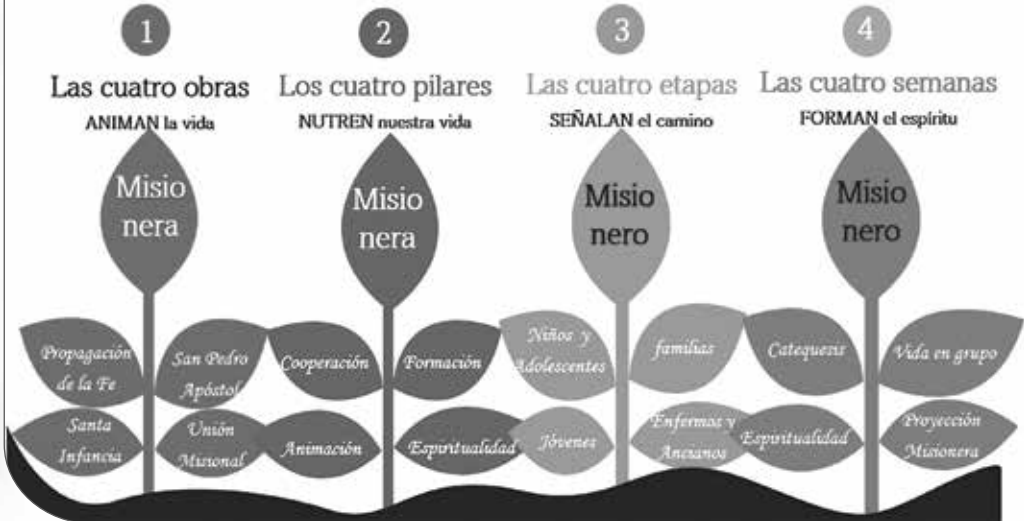 1
Las cuatro obras
ANIMAN la vida
Misio
nera
Propagación
de la Fe
San Pedro
Apóstol
Santa
Infancia
Unión
Misional
2
Los cuatro pilares
NUTREN nuestra vida
Misio
nera
Cooperación
Formación
Animación
Espiritualidad
3
Las cuatro etapas
SEÑALAN el camino
Misio
nero
Niños y
Adolescentes
familias
Jóvenes
Enfermos y
Ancianos
4
Las cuatro semanas
FORMAN el espíritu
Misio
nero
Catequesis
Vida en grupo
Espiritualidad
Proyección
Misionera